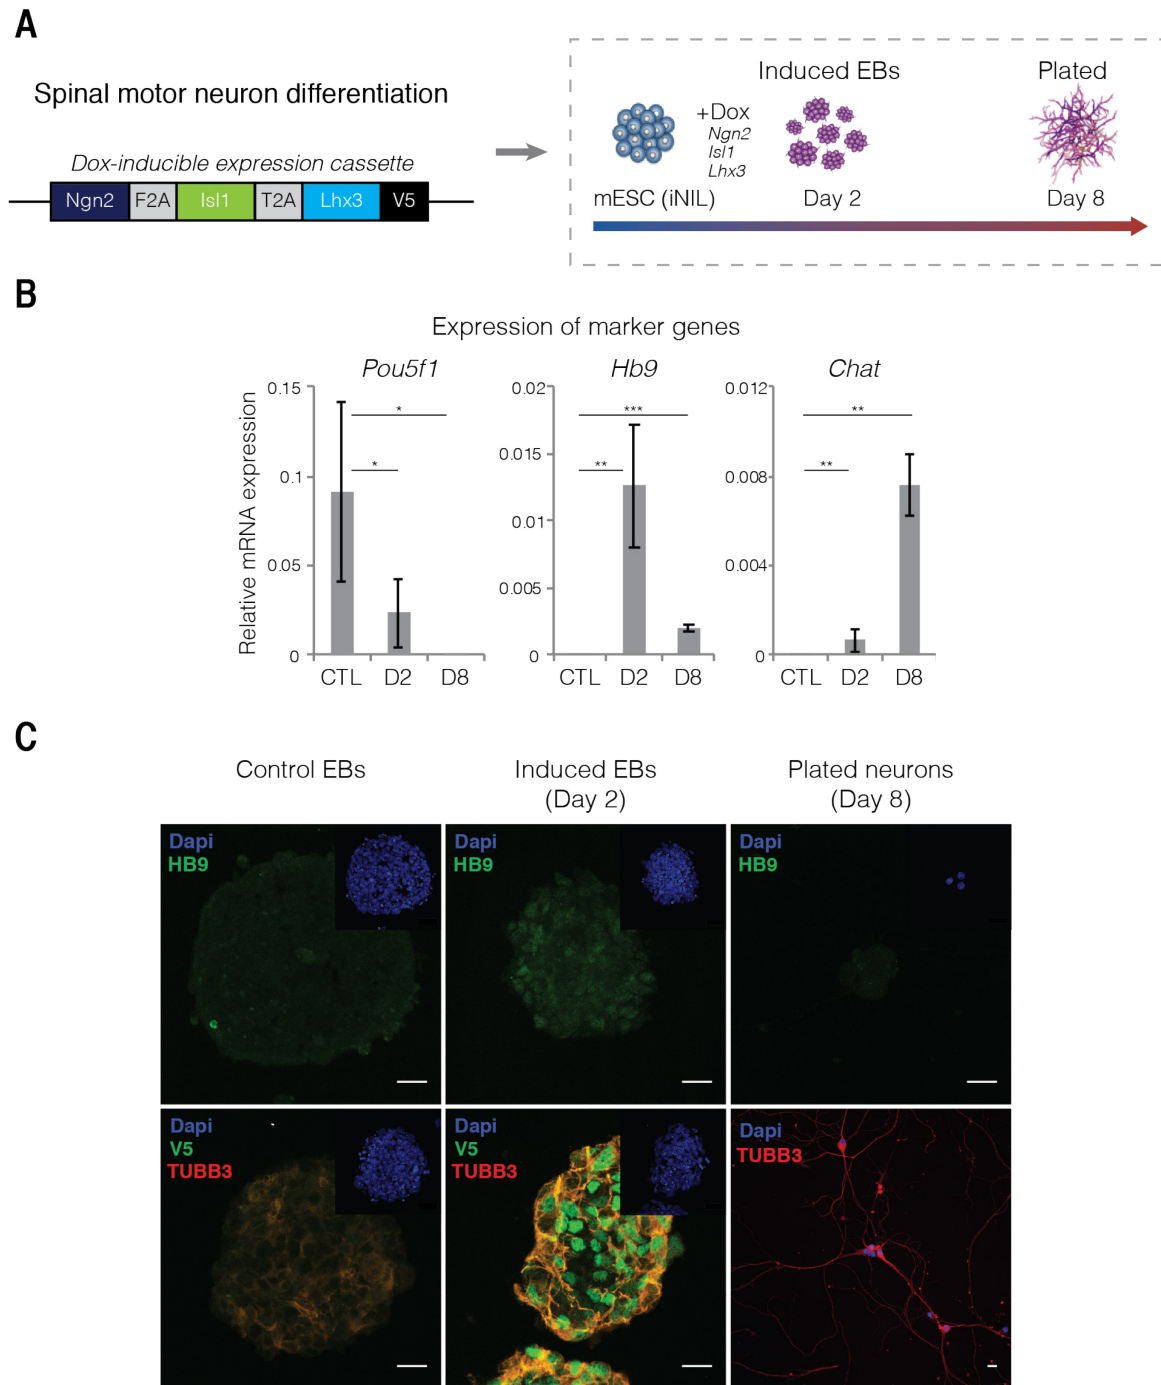 A
Spinal motor neuron differentiation
Dox-inducible expression cassette
Ngn2 F2A Isl1 T2A Lhx3 V5
Induced EBs
Plated
+Dox
Ngn2
Isl1
Lhx3
mESC (iNIL)
Day 2
Day 8
B
Expression of marker genes
Relative mRNA expression
Pou5f1
0.15
0.1
0.05
0
* 
*
CTL D2 D8
Hb9
0.02
0.015
0.01
0.005
0
***
**
CTL D2 D8
Chat
0.012
0.008
0.004
0
**
**
CTL D2 D8
C
Control EBs
Induced EBs
(Day 2)
Plated neurons
(Day 8)
Dapi
HB9
Dapi
HB9
Dapi
HB9
Dapi
V5
TUBB3
Dapi
V5
TUBB3
Dapi
TUBB3